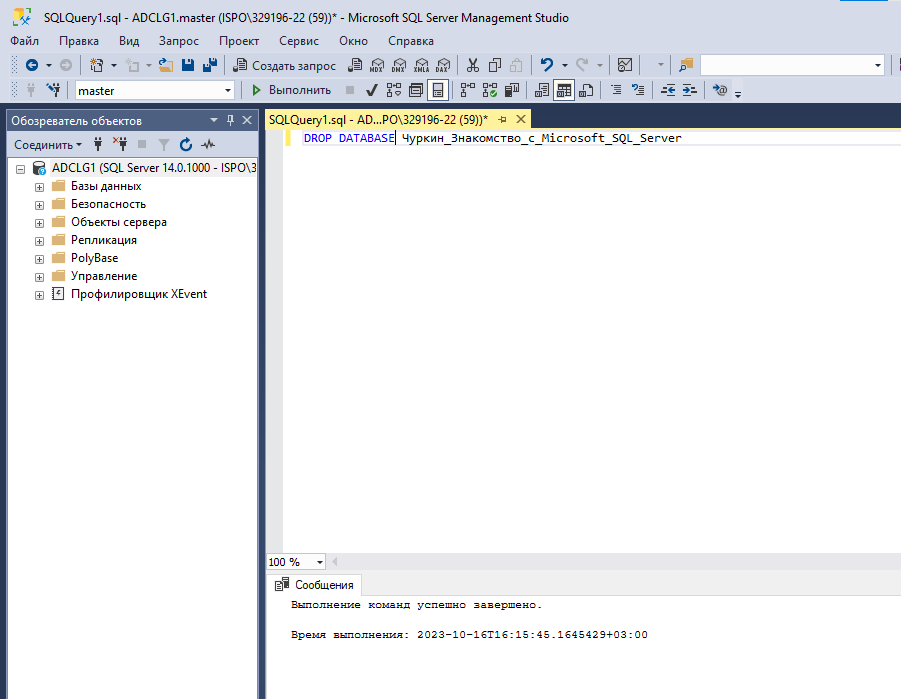 SQLQuery1.sql - ADCLG1.master (ISPO\329196-22 (59))* - Microsoft SQL Server Management Studio
Файл Правка Вид Запрос Проект Сервис Окно Справка
Создать запрос MDX DMX XMLA DAX
master Выполнить
Обозреватель объектов
SQLQuery1.sql - AD...PO\329196-22 (59))*
Соединить
ADCLG1 (SQL Server 14.0.1000 - ISPO\3
Базы данных
Безопасность
Объекты сервера
Репликация
PolyBase
Управление
Профилировщик XEvent
DROP DATABASE Чуркин_Знакомство_с_Microsoft_SQL_Server
100 %
Сообщения
Выполнение команд успешно завершено.
Время выполнения: 2023-10-16T16:15:45.1645429+03:00